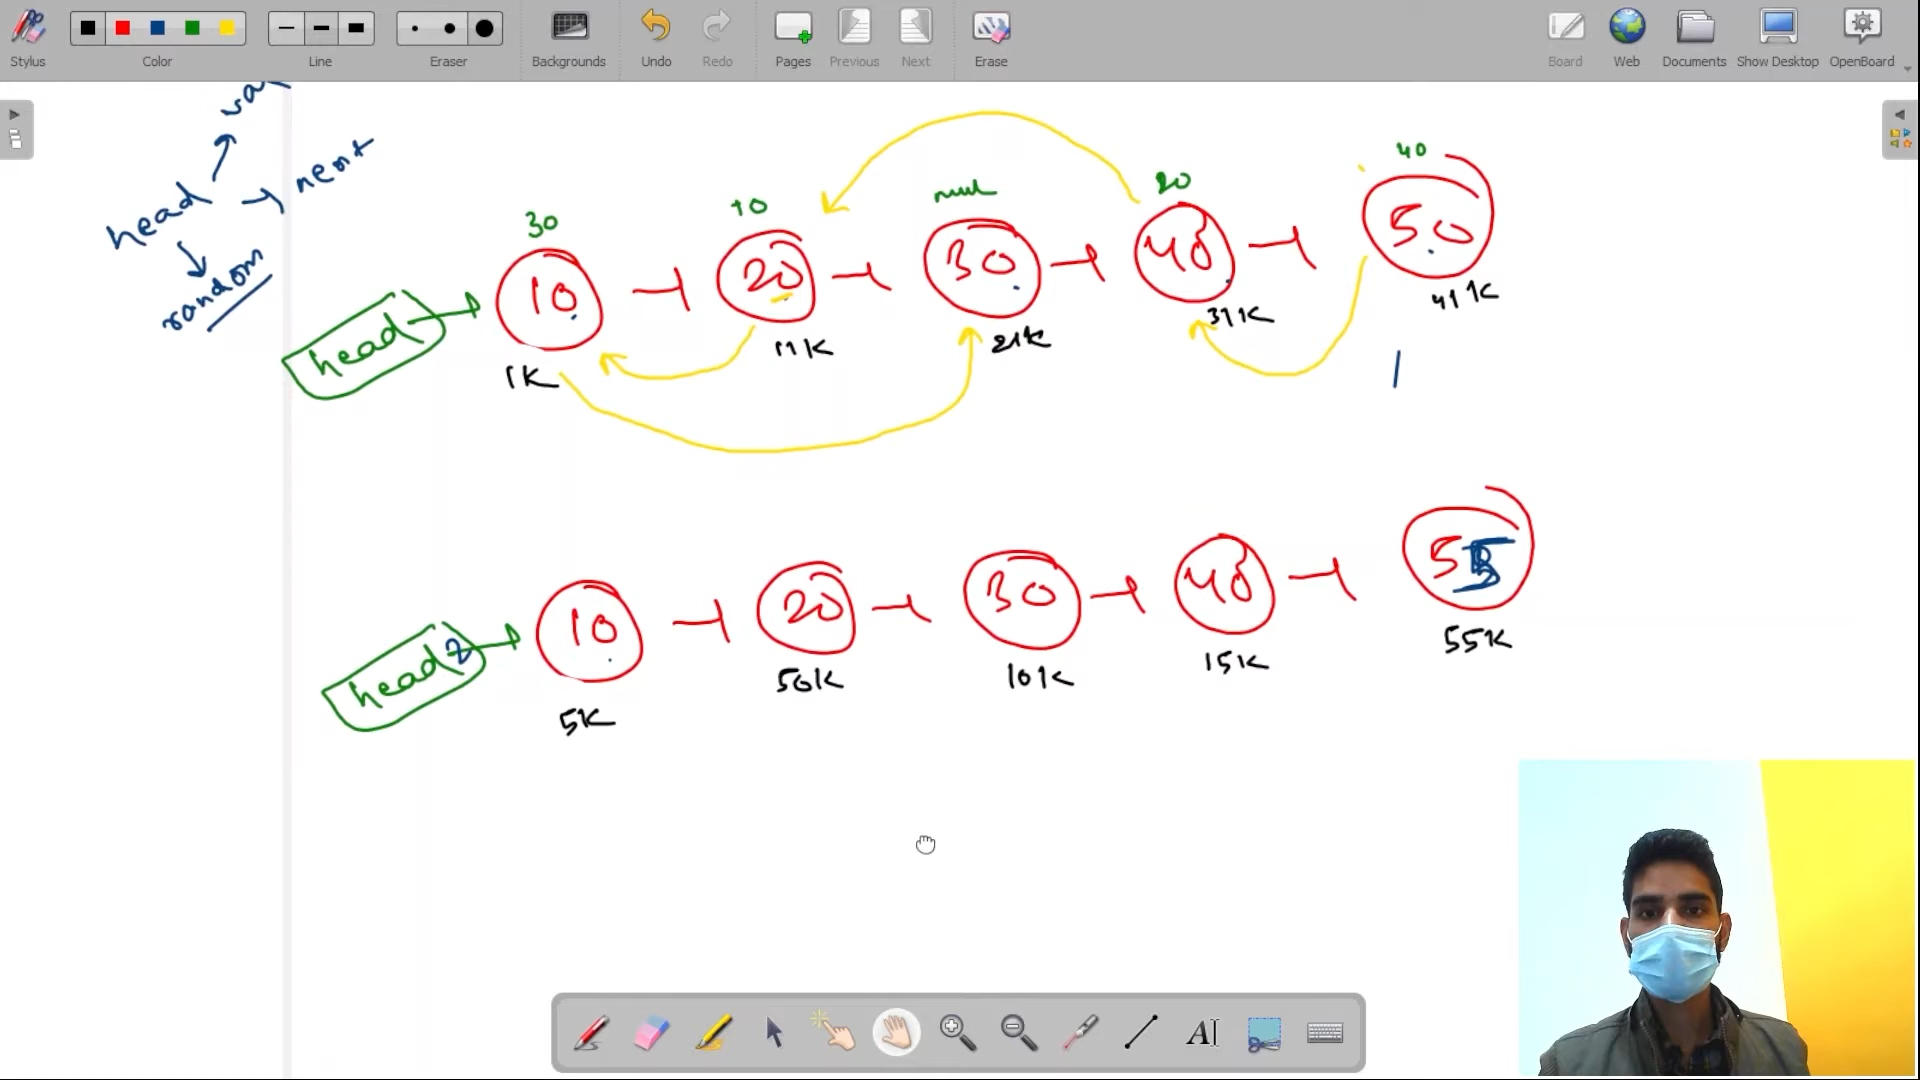 Stylus
Color
Line
Eraser
Backgrounds
Undo
Redo
Pages
Previous
Next
Erase
Board
Web
Documents
Show Desktop
OpenBoard
head
next
random
30 10 null 20 40
head 10 20 30 40 50
1K 11K 21K 31K 41K
head2 10 20 30 40
5K 50K 101K 15K 55K